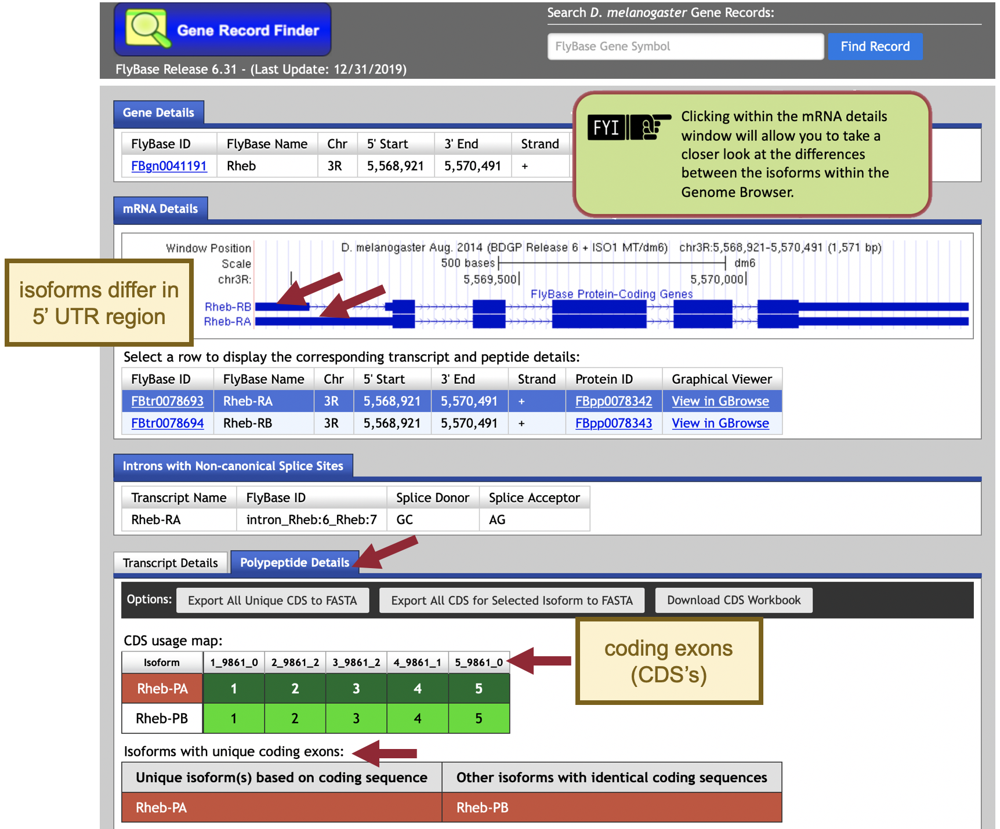 Gene Record Finder
FlyBase Release 6.31 - (Last Update: 12/31/2019)
Search D. melanogaster Gene Records:
FlyBase Gene Symbol
Find Record
Gene Details
FlyBase ID FlyBase Name Chr 5' Start 3' End Strand
FBgn0041191 Rheb 3R 5,568,921 5,570,491 +
FYI
Clicking within the mRNA details
window will allow you to take a
closer look at the differences
between the isoforms within the
Genome Browser.
mRNA Details
Window Position D. melanogaster Aug. 2014 (BDGP Release 6 + ISO1 MT/dm6) chr3R:5,568,921-5,570,491 (1,571 bp)
Scale 500 bases dm6
chr3R: 5,569,500 5,570,000
FlyBase Protein-Coding Genes
Rheb-RB
Rheb-RA
isoforms differ in
5’ UTR region
Select a row to display the corresponding transcript and peptide details:
FlyBase ID FlyBase Name Chr 5' Start 3' End Strand Protein ID Graphical Viewer
FBtr0078693 Rheb-RA 3R 5,568,921 5,570,491 + FBpp0078342 View in GBrowse
FBtr0078694 Rheb-RB 3R 5,568,921 5,570,491 + FBpp0078343 View in GBrowse
Introns with Non-canonical Splice Sites
Transcript Name FlyBase ID Splice Donor Splice Acceptor
Rheb-RA intron_Rheb:6_Rheb:7 GC AG
Transcript Details Polypeptide Details
Options: Export All Unique CDS to FASTA Export All CDS for Selected Isoform to FASTA Download CDS Workbook
CDS usage map:
Isoform 1_9861_0 2_9861_2 3_9861_2 4_9861_1 5_9861_0
Rheb-PA 1 2 3 4 5
Rheb-PB 1 2 3 4 5
coding exons
(CDS’s)
Isoforms with unique coding exons:
Unique isoform(s) based on coding sequence Other isoforms with identical coding sequences
Rheb-PA Rheb-PB